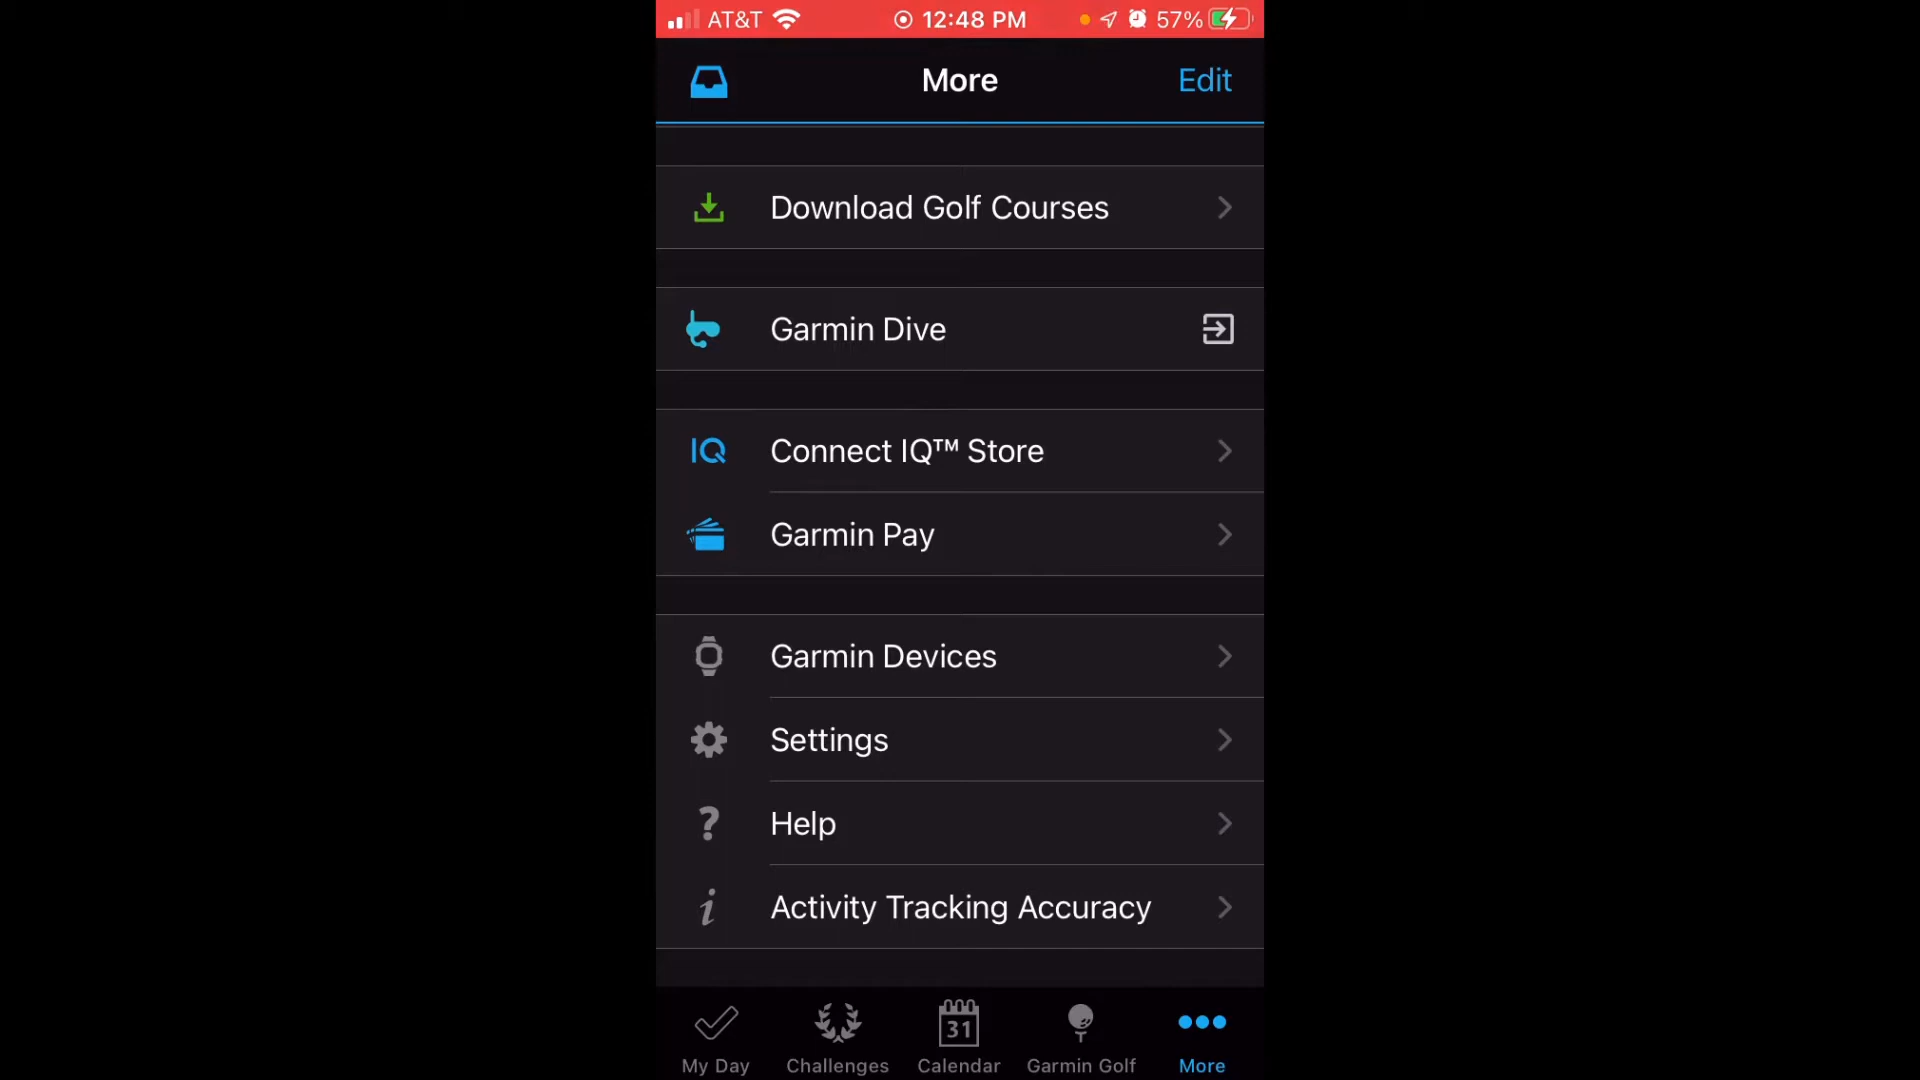 AT&T 12:48 PM 57%
More Edit
Download Golf Courses
Garmin Dive
IQ Connect IQ™ Store
Garmin Pay
Garmin Devices
Settings
? Help
i Activity Tracking Accuracy
31
My Day Challenges Calendar Garmin Golf More